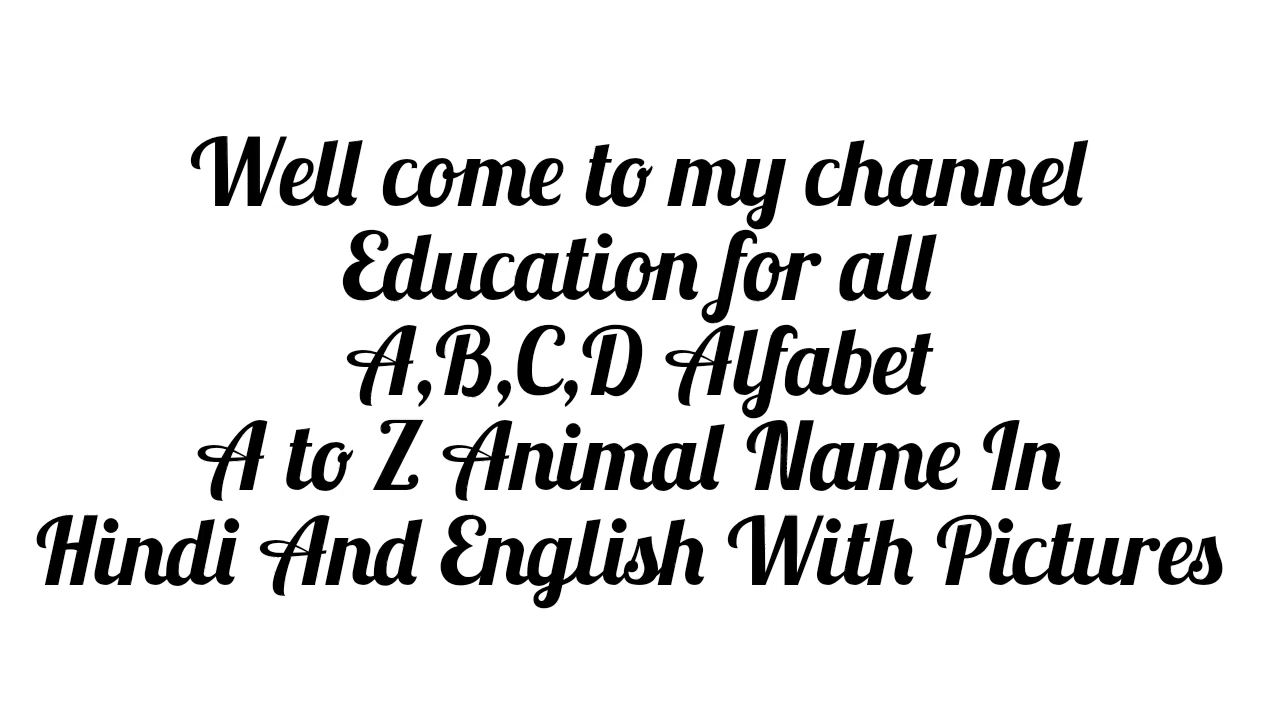 Well come to my channel
Education for all
A,B,C,D Alfabet
A to Z Animal Name In
Hindi And English With Pictures